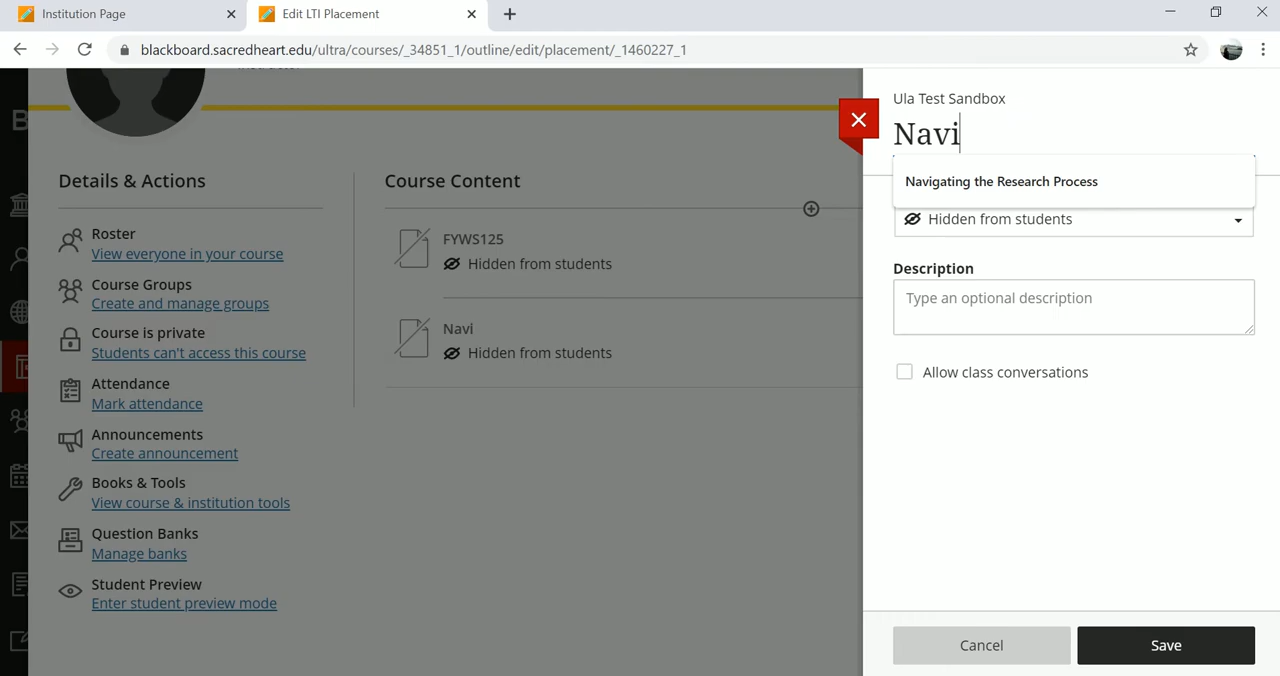 Institution Page
Edit LTI Placement
blackboard.sacredheart.edu/ultra/courses/_34851_1/outline/edit/placement/_1460227_1
B
Details & Actions
Roster
View everyone in your course
Course Groups
Create and manage groups
Course is private
Students can't access this course
Attendance
Mark attendance
Announcements
Create announcement
Books & Tools
View course & institution tools
Question Banks
Manage banks
Student Preview
Enter student preview mode
Course Content
FYWS125
Hidden from students
Navi
Hidden from students
Ula Test Sandbox
Navi
Navigating the Research Process
Hidden from students
Description
Type an optional description
Allow class conversations
Cancel
Save